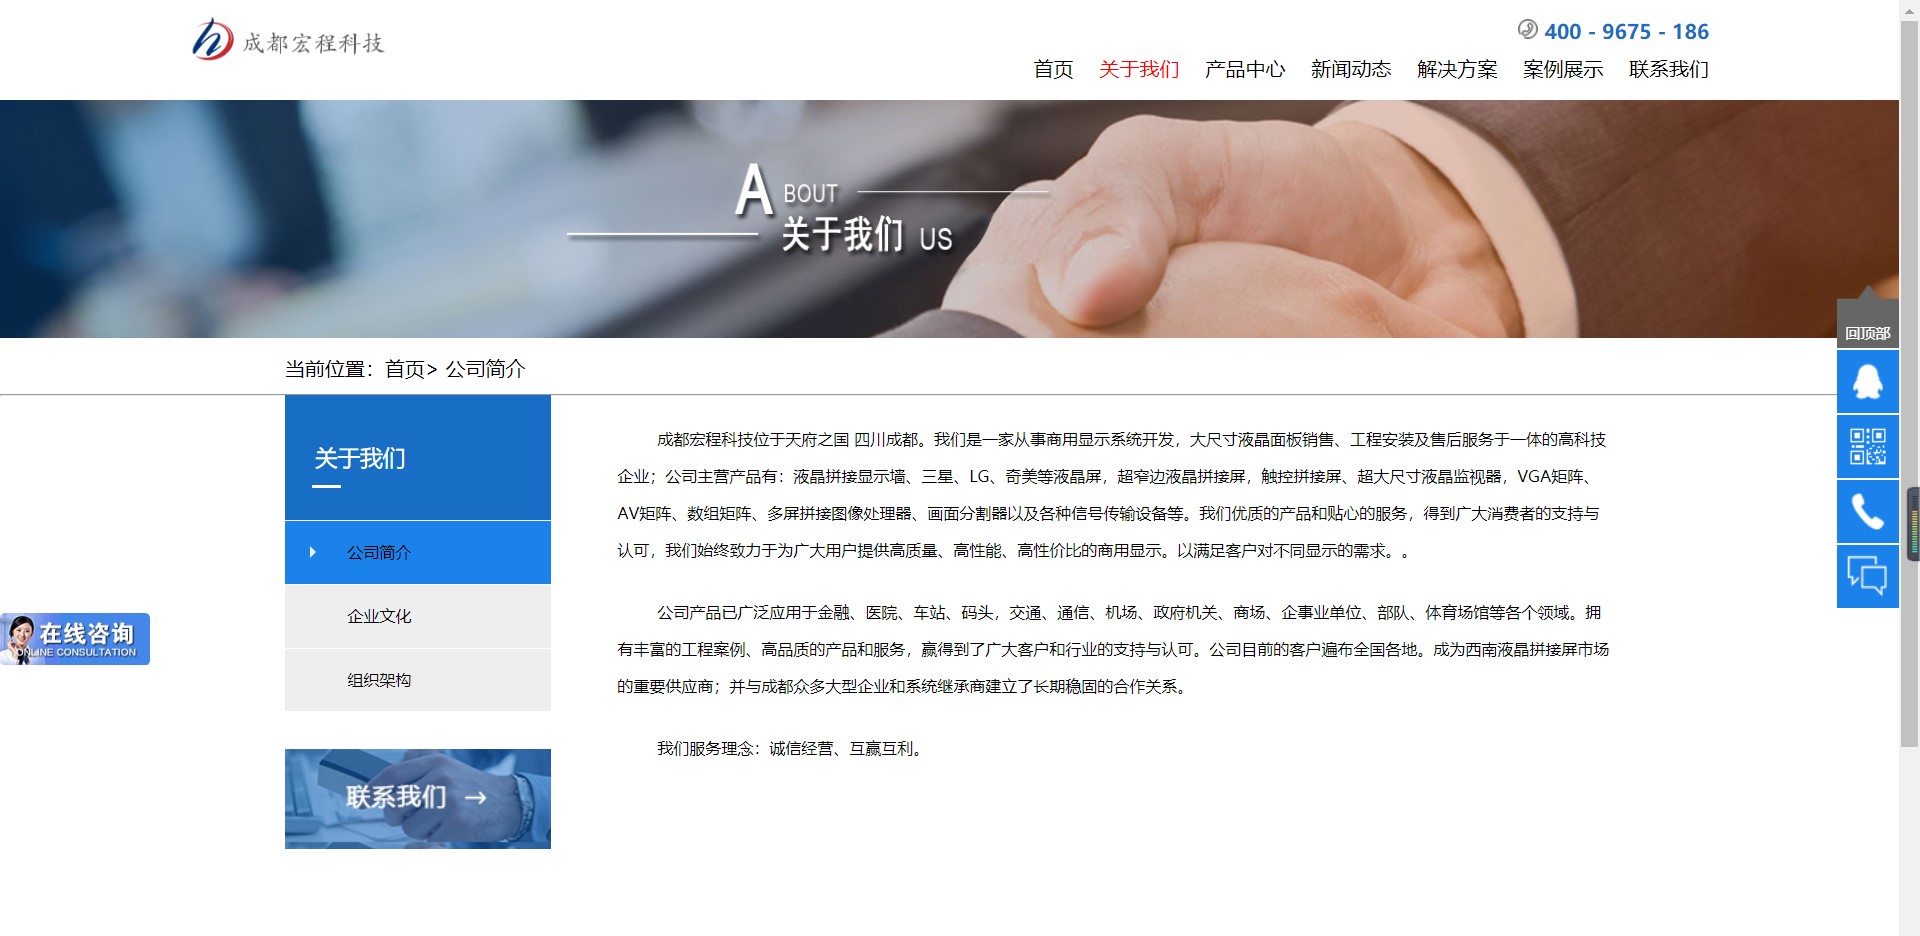 成都宏程科技
400 - 9675 - 186
首页 关于我们 产品中心 新闻动态 解决方案 案例展示 联系我们
ABOUT
关于我们 US
回顶部
当前位置：首页> 公司简介
关于我们
公司简介
企业文化
组织架构
联系我们 →
在线咨询
ONLINE CONSULTATION
成都宏程科技位于天府之国 四川成都。我们是一家从事商用显示系统开发，大尺寸液晶面板销售、工程安装及售后服务于一体的高科技
企业；公司主营产品有：液晶拼接显示墙、三星、LG、奇美等液晶屏，超窄边液晶拼接屏，触控拼接屏、超大尺寸液晶监视器，VGA矩阵、
AV矩阵、数组矩阵、多屏拼接图像处理器、画面分割器以及各种信号传输设备等。我们优质的产品和贴心的服务，得到广大消费者的支持与
认可，我们始终致力于为广大用户提供高质量、高性能、高性价比的商用显示。以满足客户对不同显示的需求。。
公司产品已广泛应用于金融、医院、车站、码头，交通、通信、机场、政府机关、商场、企事业单位、部队、体育场馆等各个领域。拥
有丰富的工程案例、高品质的产品和服务，赢得到了广大客户和行业的支持与认可。公司目前的客户遍布全国各地。成为西南液晶拼接屏市场
的重要供应商；并与成都众多大型企业和系统继承商建立了长期稳固的合作关系。
我们服务理念：诚信经营、互赢互利。